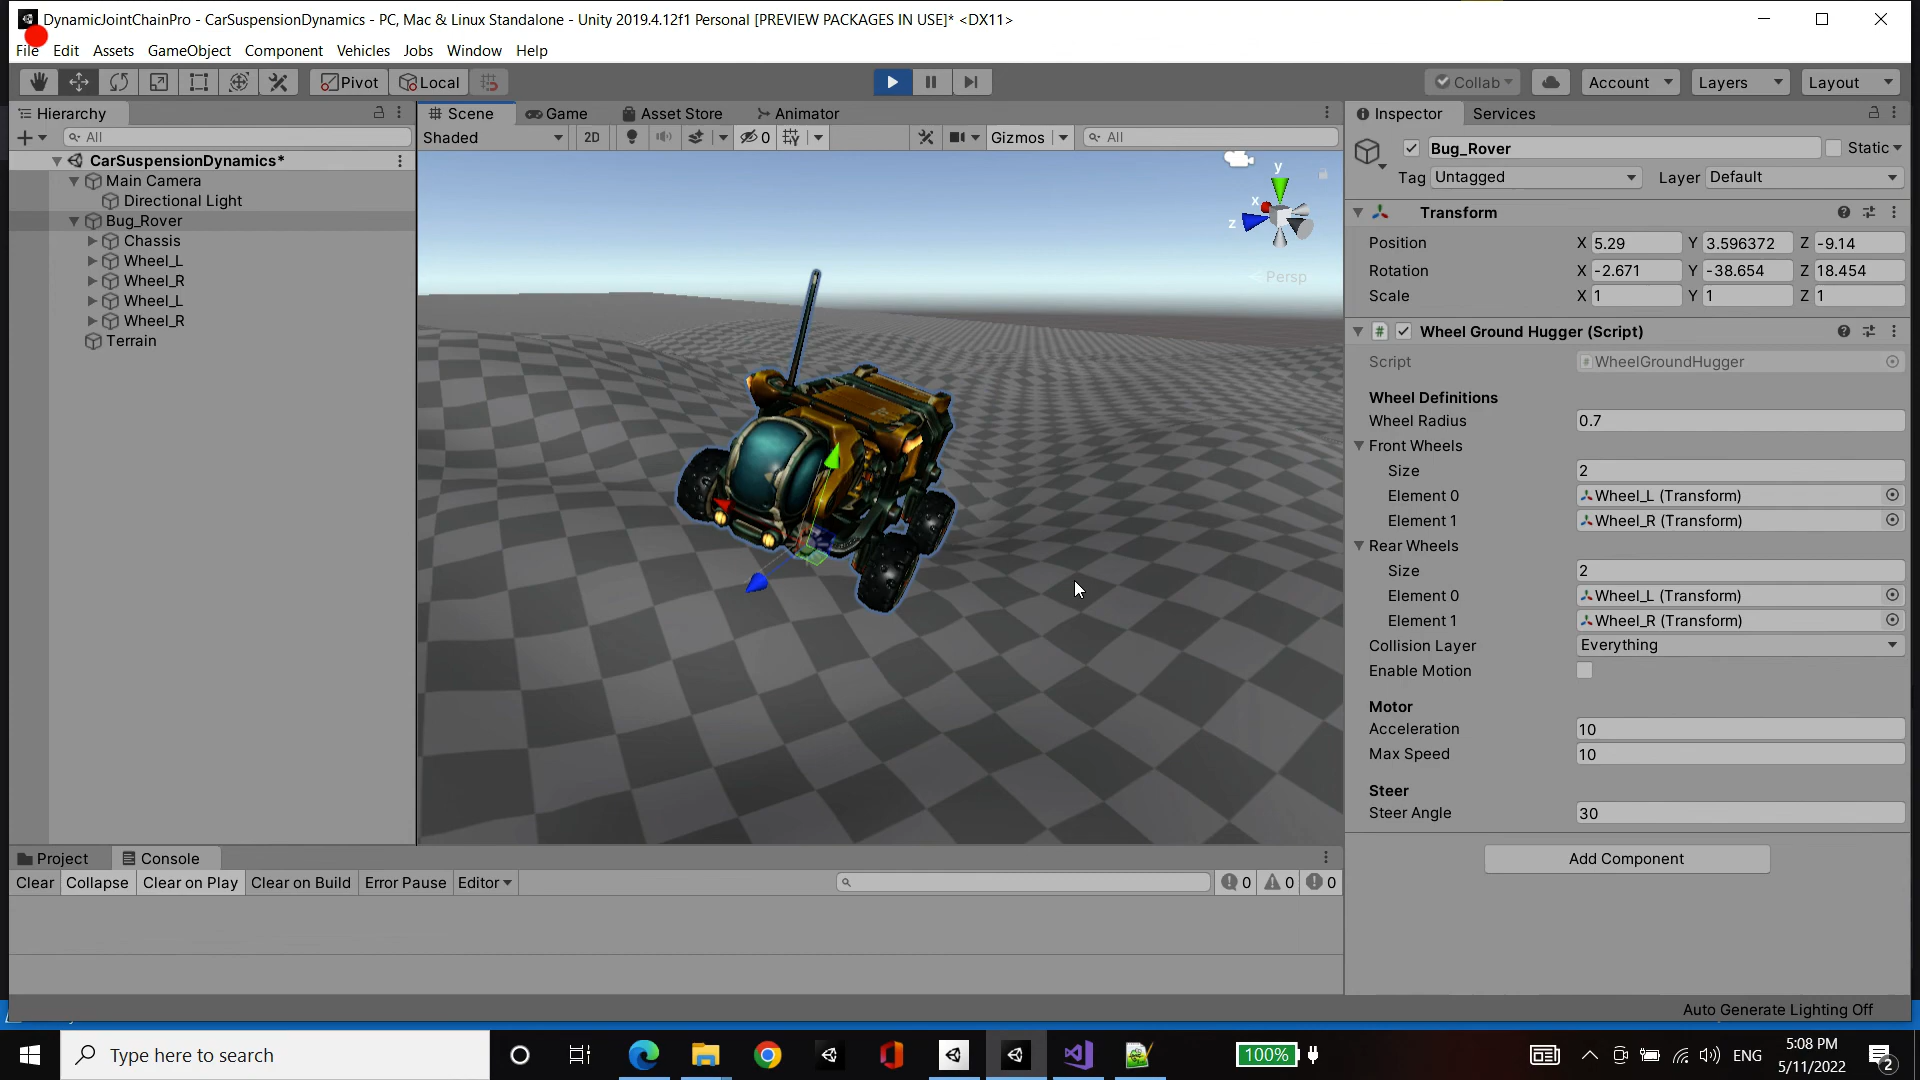 DynamicJointChainPro - CarSuspensionDynamics - PC, Mac & Linux Standalone - Unity 2019.4.12f1 Personal [PREVIEW PACKAGES IN USE]* <DX11>
File Edit Assets GameObject Component Vehicles Jobs Window Help
Pivot Local Collab Account Layers Layout
Hierarchy
All
CarSuspensionDynamics*
Main Camera
Directional Light
Bug_Rover
Chassis
Wheel_L
Wheel_R
Wheel_L
Wheel_R
Terrain
Scene Game Asset Store Animator
Shaded 2D 0 Gizmos All
y
x
z
Persp
Inspector Services
Bug_Rover Static
Tag Untagged Layer Default
Transform
Position X 5.29 Y 3.596372 Z -9.14
Rotation X -2.671 Y -38.654 Z 18.454
Scale X 1 Y 1 Z 1
# Wheel Ground Hugger (Script)
Script WheelGroundHugger
Wheel Definitions
Wheel Radius 0.7
Front Wheels
Size 2
Element 0 Wheel_L (Transform)
Element 1 Wheel_R (Transform)
Rear Wheels
Size 2
Element 0 Wheel_L (Transform)
Element 1 Wheel_R (Transform)
Collision Layer Everything
Enable Motion
Motor
Acceleration 10
Max Speed 10
Steer
Steer Angle 30
Add Component
Project Console
Clear Collapse Clear on Play Clear on Build Error Pause Editor 0 0 0
Auto Generate Lighting Off
Type here to search
100%
ENG
5:08 PM
5/11/2022
2